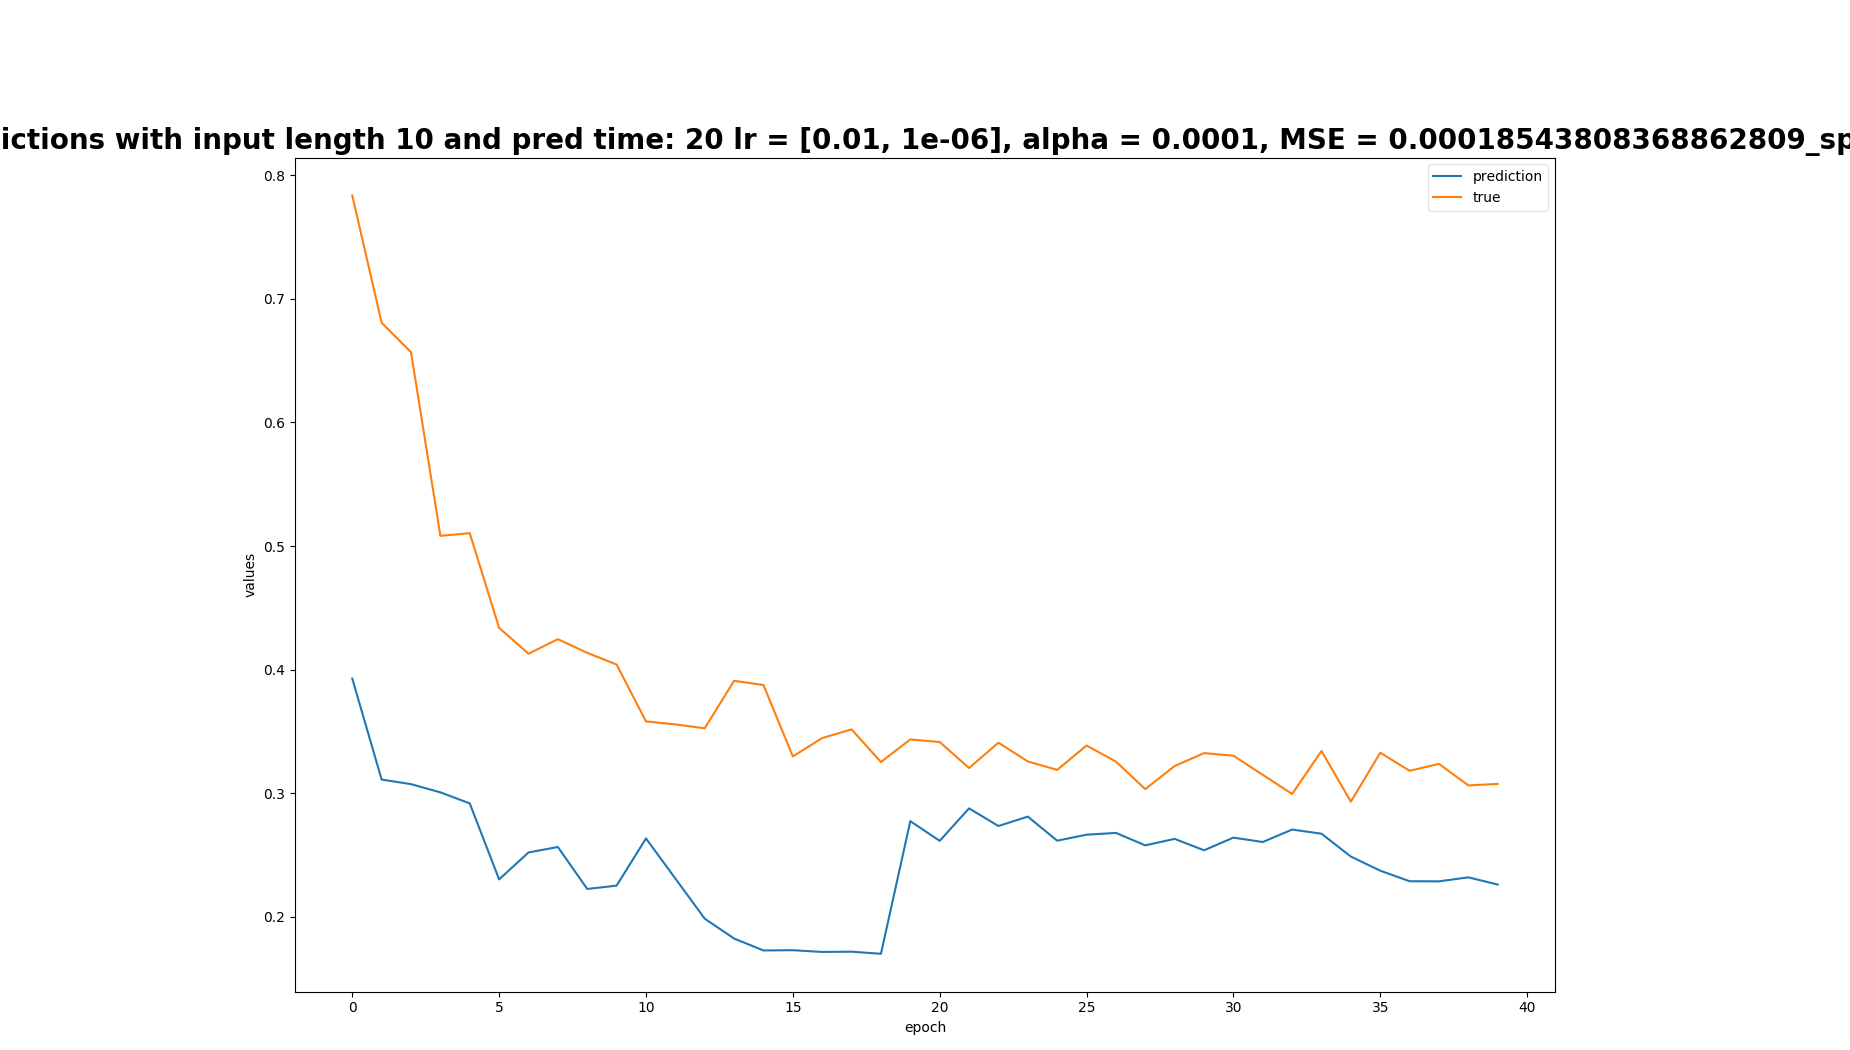 ictions with input length 10 and pred time: 20 lr = [0.01, 1e-06], alpha = 0.0001, MSE = 0.00018543808368862809_sp
prediction
true
0.8
0.7
0.6
0.5
0.4
0.3
0.2
values
0 5 10 15 20 25 30 35 40
epoch